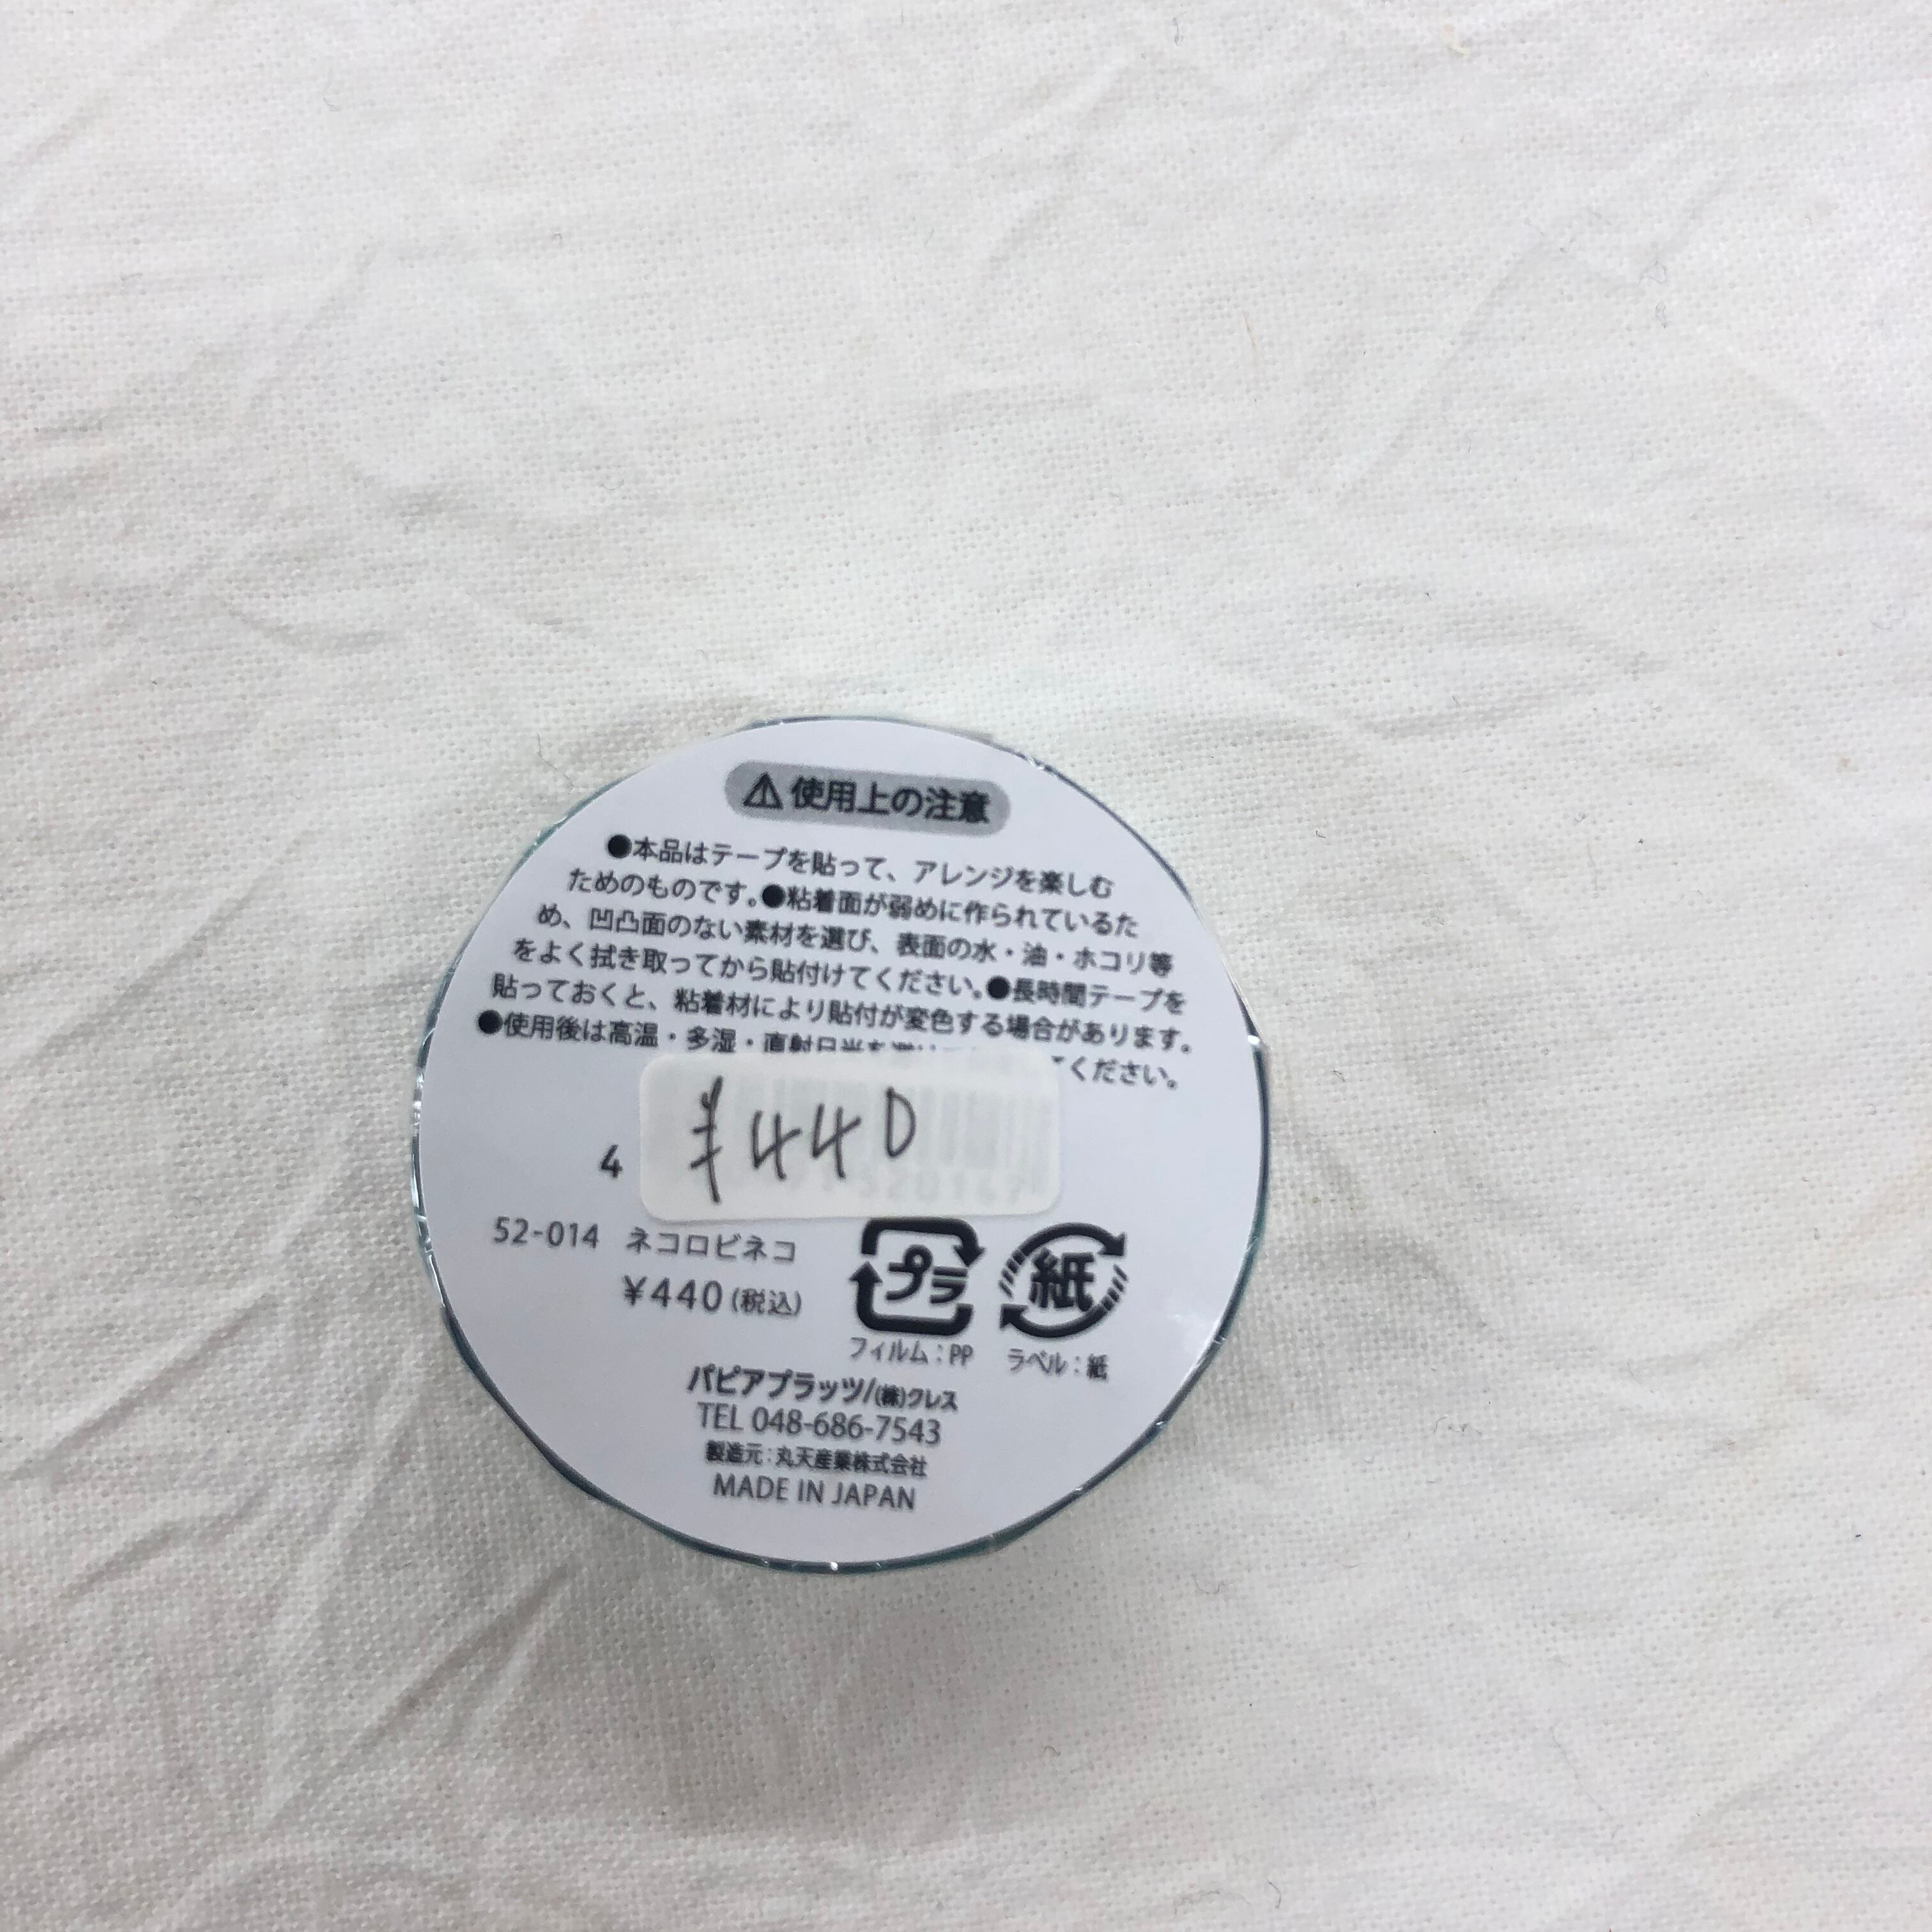 ⚠ 使用上の注意
●本品はテープを貼って、アレンジを楽しむ
ためのものです。●粘着面が弱めに作られているた
め、凹凸面のない素材を選び、表面の水・油・ホコリ等
をよく拭き取ってから貼付けてください。●長時間テープを
貼っておくと、粘着材により貼付が変色する場合があります。
●使用後は高温・多湿・直射日光を
てください。
¥440
4
52-014 ネコロビネコ
¥440(税込)
プラ
紙
フィルム：PP
ラベル：紙
パピアプラッツ/(株)クレス
TEL 048-686-7543
製造元：丸天産業株式会社
MADE IN JAPAN